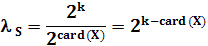 λ_S = 2^k / 2^card(X) = 2^(k−card(X))